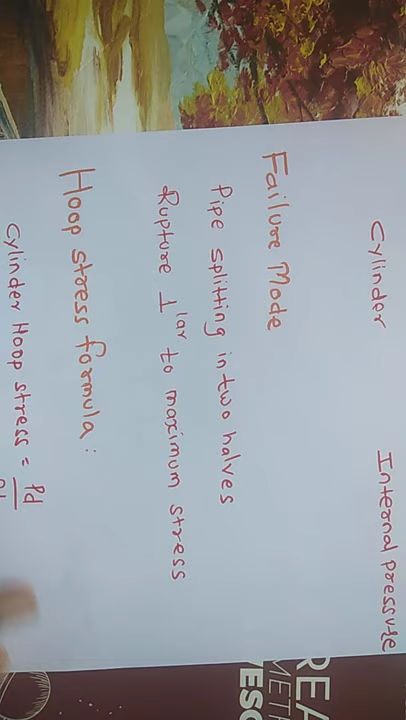 Cylinder Internal pressure
Failure Mode
Pipe splitting in two halves
Rupture ⊥lar to maximum stress
Hoop stress formula:
Cylinder Hoop stress = Pd